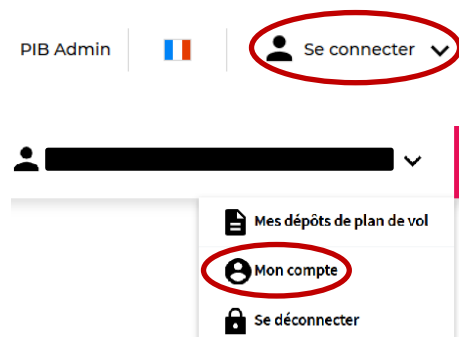 PIB Admin Se connecter
Mes dépôts de plan de vol
Mon compte
Se déconnecter